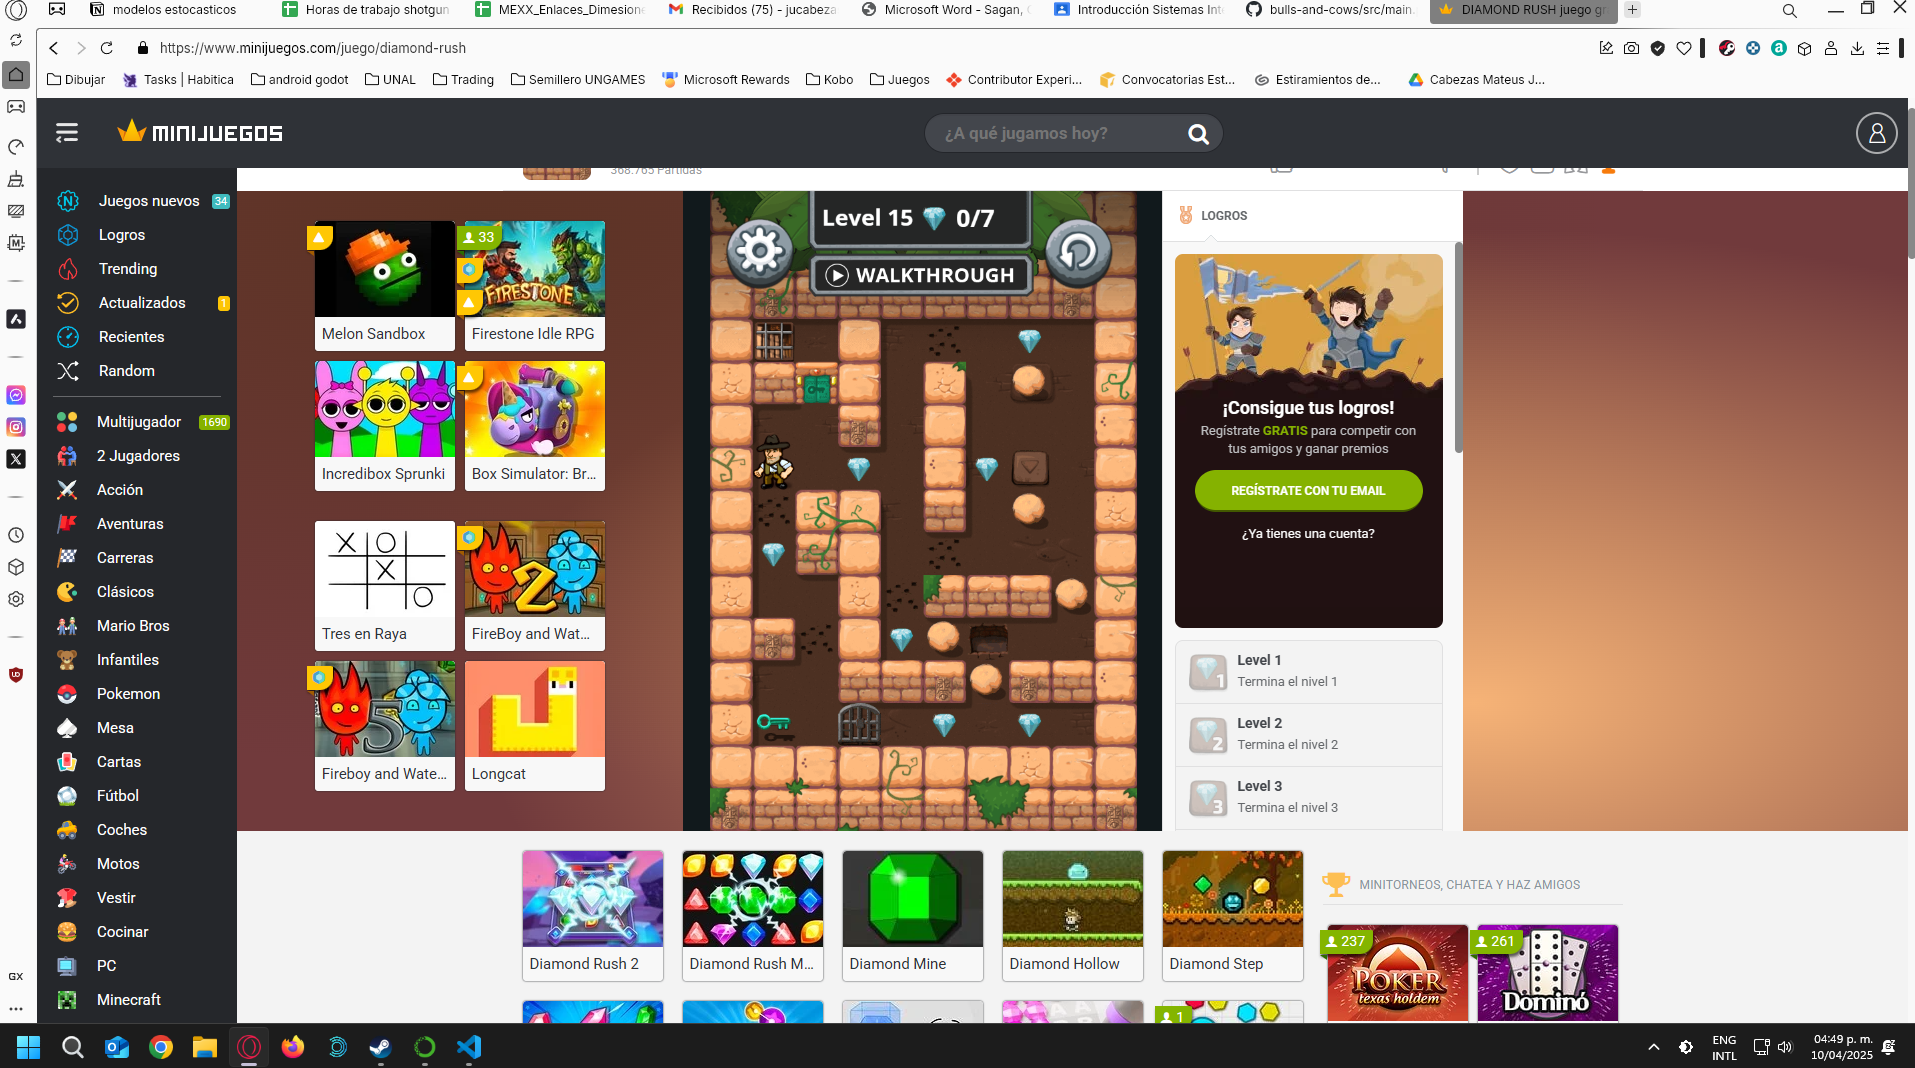 modelos estocasticos
Horas de trabajo shotgun
MEXX_Enlaces_Dimesione
Recibidos (75) - jucabeza
Microsoft Word - Sagan,
Introducción Sistemas Int
bulls-and-cows/src/main.
DIAMOND RUSH juego gr
https://www.minijuegos.com/juego/diamond-rush
Dibujar
Tasks | Habitica
android godot
UNAL
Trading
Semillero UNGAMES
Microsoft Rewards
Kobo
Juegos
Contributor Experi...
Convocatorias Est...
Estiramientos de...
Cabezas Mateus J...
MINIJUEGOS
¿A qué jugamos hoy?
368.765 Partidas
Juegos nuevos 34
Logros
Trending
Actualizados 1
Recientes
Random
Multijugador 1690
2 Jugadores
Acción
Aventuras
Carreras
Clásicos
Mario Bros
Infantiles
Pokemon
Mesa
Cartas
Fútbol
Coches
Motos
Vestir
Cocinar
PC
Minecraft
GX
Melon Sandbox
33
FIRESTONE
Firestone Idle RPG
Incredibox Sprunki
Box Simulator: Br...
Tres en Raya
2
FireBoy and Wat...
5
Fireboy and Wate...
Longcat
Level 15 0/7
WALKTHROUGH
LOGROS
¡Consigue tus logros!
Regístrate GRATIS para competir con
tus amigos y ganar premios
REGÍSTRATE CON TU EMAIL
¿Ya tienes una cuenta?
1
Level 1
Termina el nivel 1
2
Level 2
Termina el nivel 2
3
Level 3
Termina el nivel 3
Diamond Rush 2
Diamond Rush M...
Diamond Mine
Diamond Hollow
Diamond Step
1
MINITORNEOS, CHATEA Y HAZ AMIGOS
237
POKER
texas holdem
261
Dominó
ENG
INTL
04:49 p. m.
10/04/2025